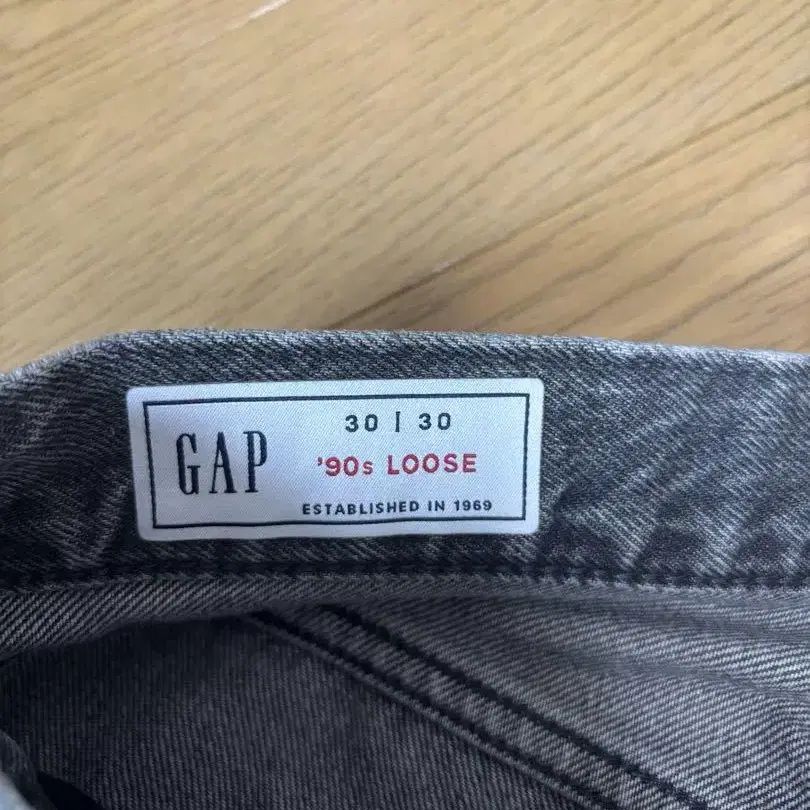 GAP
30 | 30
'90s LOOSE
ESTABLISHED IN 1969